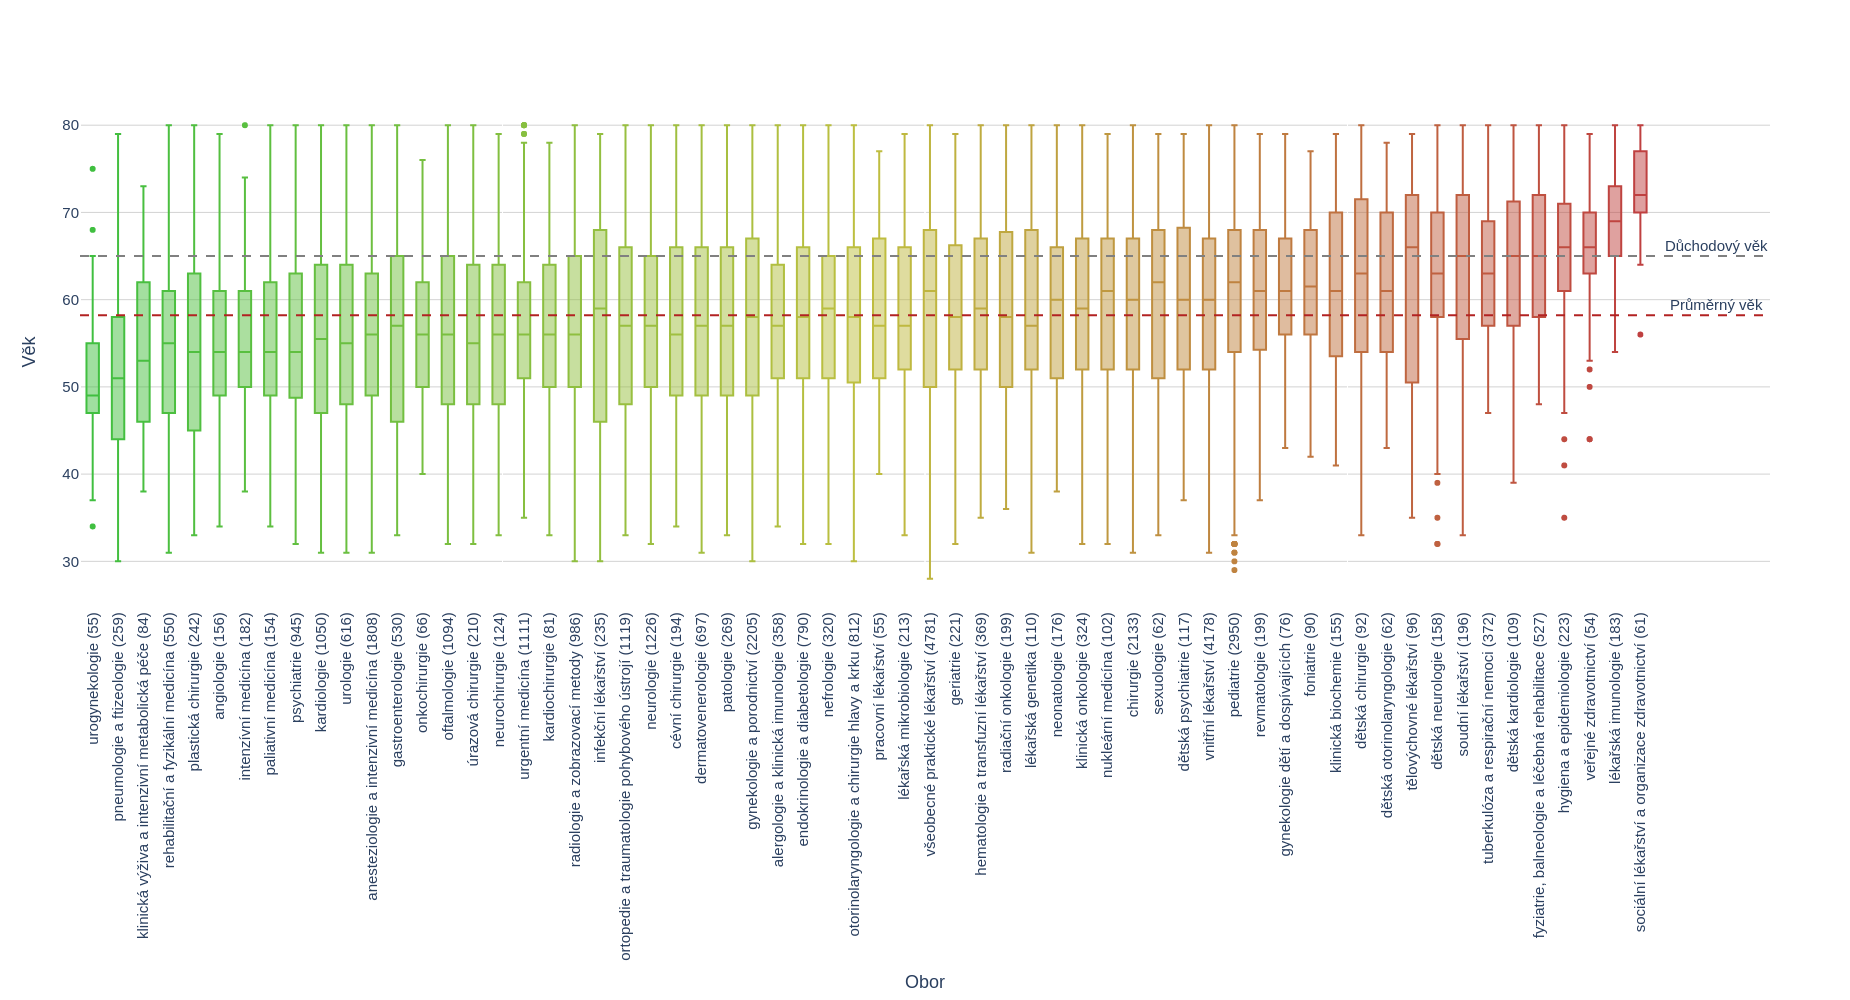 80
70
60
50
40
30
Věk
Důchodový věk
Průměrný věk
urogynekologie (55)
pneumologie a ftizeologie (259)
klinická výživa a intenzivní metabolická péče (84)
rehabilitační a fyzikální medicína (550)
plastická chirurgie (242)
angiologie (156)
intenzivní medicína (182)
paliativní medicína (154)
psychiatrie (945)
kardiologie (1050)
urologie (616)
anesteziologie a intenzivní medicína (1808)
gastroenterologie (530)
onkochirurgie (66)
oftalmologie (1094)
úrazová chirurgie (210)
neurochirurgie (124)
urgentní medicína (1111)
kardiochirurgie (81)
radiologie a zobrazovací metody (986)
infekční lékařství (235)
ortopedie a traumatologie pohybového ústrojí (1119)
neurologie (1226)
cévní chirurgie (194)
dermatovenerologie (697)
patologie (269)
gynekologie a porodnictví (2205)
alergologie a klinická imunologie (358)
endokrinologie a diabetologie (790)
nefrologie (320)
otorinolaryngologie a chirurgie hlavy a krku (812)
pracovní lékařství (55)
lékařská mikrobiologie (213)
všeobecné praktické lékařství (4781)
geriatrie (221)
hematologie a transfuzní lékařství (369)
radiační onkologie (199)
lékařská genetika (110)
neonatologie (176)
klinická onkologie (324)
nukleární medicína (102)
chirurgie (2133)
sexuologie (62)
dětská psychiatrie (117)
vnitřní lékařství (4178)
pediatrie (2950)
revmatologie (199)
gynekologie dětí a dospívajících (76)
foniatrie (90)
klinická biochemie (155)
dětská chirurgie (92)
dětská otorinolaryngologie (62)
tělovýchovné lékařství (96)
dětská neurologie (158)
soudní lékařství (196)
tuberkulóza a respirační nemoci (372)
dětská kardiologie (109)
fyziatrie, balneologie a léčebná rehabilitace (527)
hygiena a epidemiologie (223)
veřejné zdravotnictví (54)
lékařská imunologie (183)
sociální lékařství a organizace zdravotnictví (61)
Obor